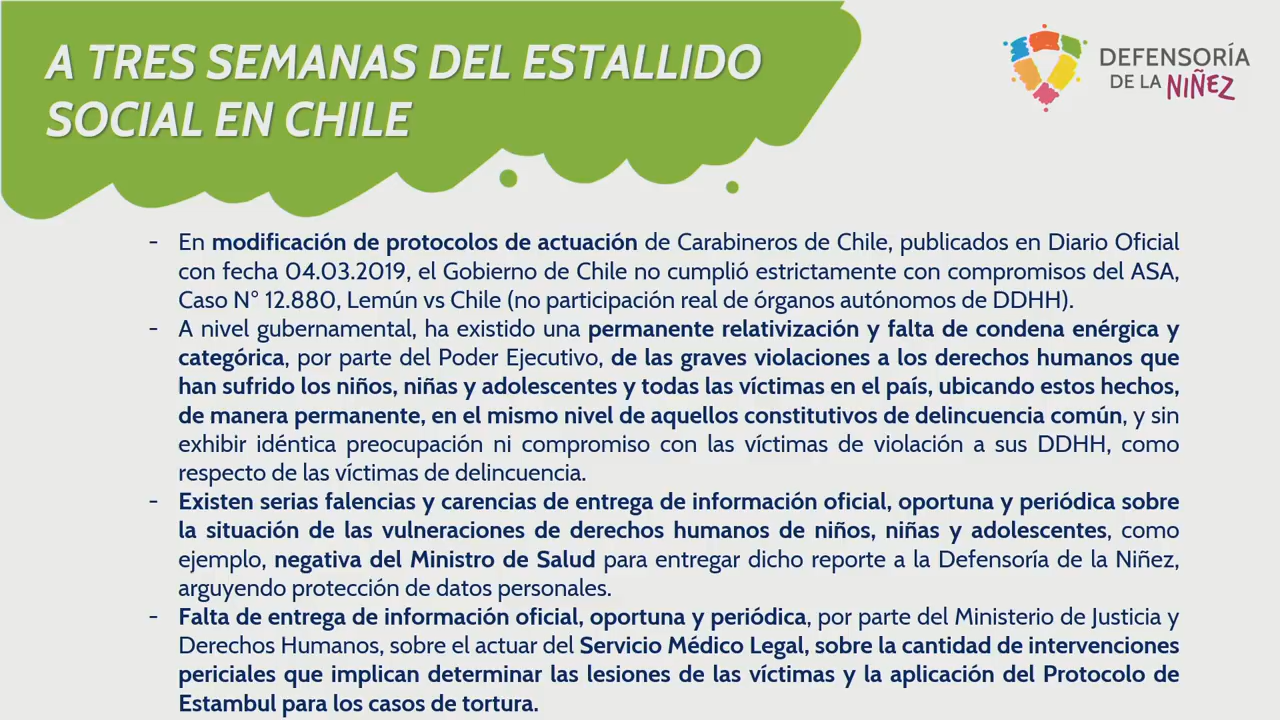 A TRES SEMANAS DEL ESTALLIDO
SOCIAL EN CHILE
DEFENSORÍA
DE LA NIÑEZ
- En modificación de protocolos de actuación de Carabineros de Chile, publicados en Diario Oficial
con fecha 04.03.2019, el Gobierno de Chile no cumplió estrictamente con compromisos del ASA,
Caso N° 12.880, Lemún vs Chile (no participación real de órganos autónomos de DDHH).
- A nivel gubernamental, ha existido una permanente relativización y falta de condena enérgica y
categórica, por parte del Poder Ejecutivo, de las graves violaciones a los derechos humanos que
han sufrido los niños, niñas y adolescentes y todas las víctimas en el país, ubicando estos hechos,
de manera permanente, en el mismo nivel de aquellos constitutivos de delincuencia común, y sin
exhibir idéntica preocupación ni compromiso con las víctimas de violación a sus DDHH, como
respecto de las víctimas de delincuencia.
- Existen serias falencias y carencias de entrega de información oficial, oportuna y periódica sobre
la situación de las vulneraciones de derechos humanos de niños, niñas y adolescentes, como
ejemplo, negativa del Ministro de Salud para entregar dicho reporte a la Defensoría de la Niñez,
arguyendo protección de datos personales.
- Falta de entrega de información oficial, oportuna y periódica, por parte del Ministerio de Justicia y
Derechos Humanos, sobre el actuar del Servicio Médico Legal, sobre la cantidad de intervenciones
periciales que implican determinar las lesiones de las víctimas y la aplicación del Protocolo de
Estambul para los casos de tortura.